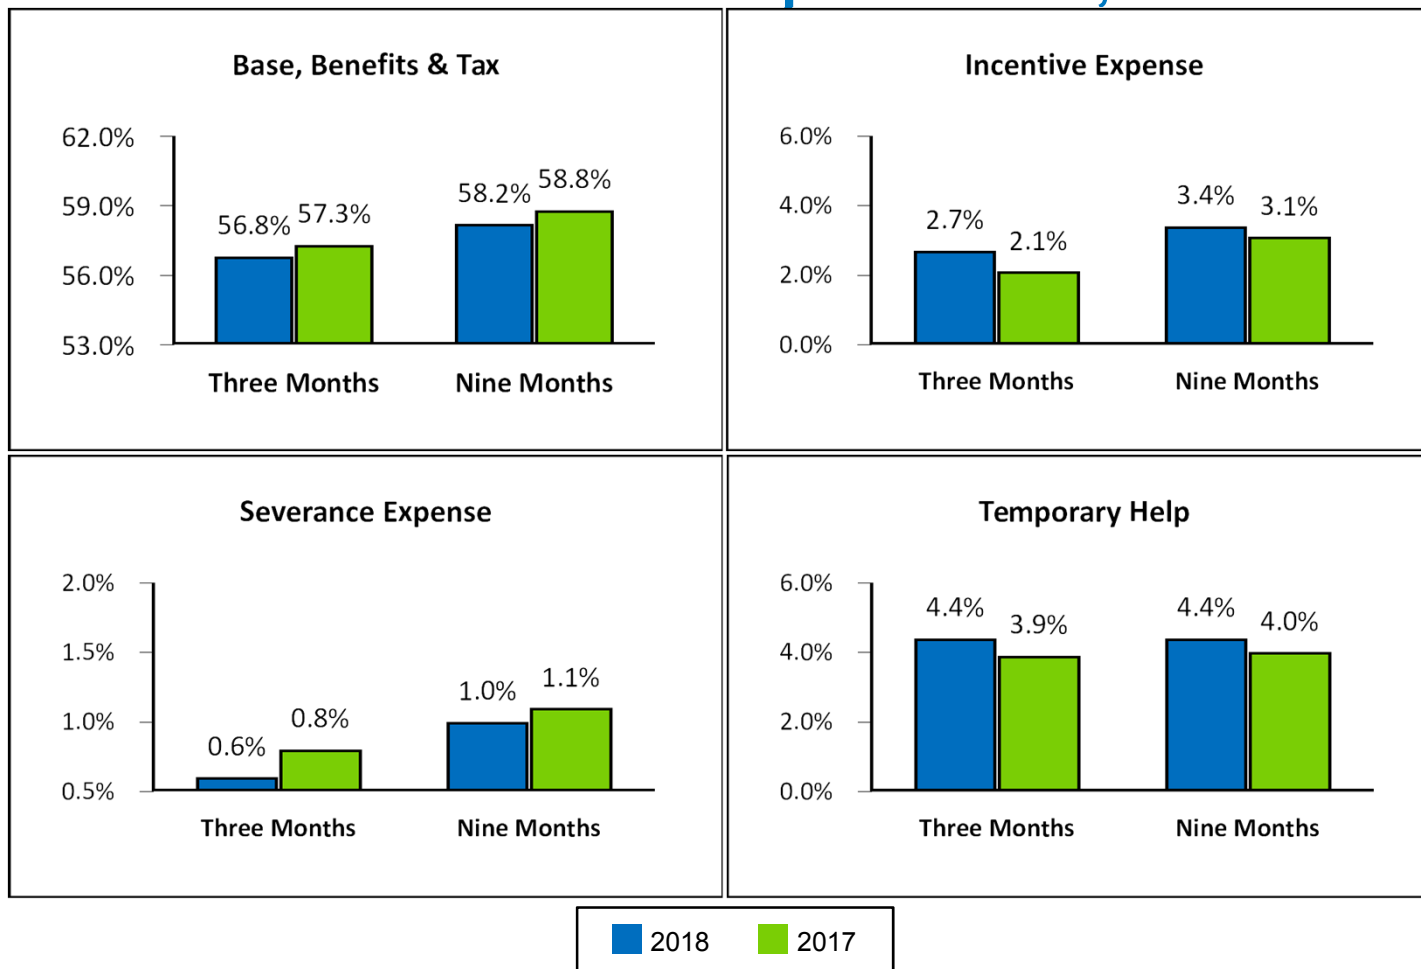 Base, Benefits & Tax
62.0%
59.0%
56.0%
53.0%
56.8%
57.3%
58.2%
58.8%
Three Months
Nine Months
Incentive Expense
6.0%
4.0%
2.0%
0.0%
2.7%
2.1%
3.4%
3.1%
Three Months
Nine Months
Severance Expense
2.0%
1.5%
1.0%
0.5%
0.6%
0.8%
1.0%
1.1%
Three Months
Nine Months
Temporary Help
6.0%
4.0%
2.0%
0.0%
4.4%
3.9%
4.4%
4.0%
Three Months
Nine Months
2018
2017